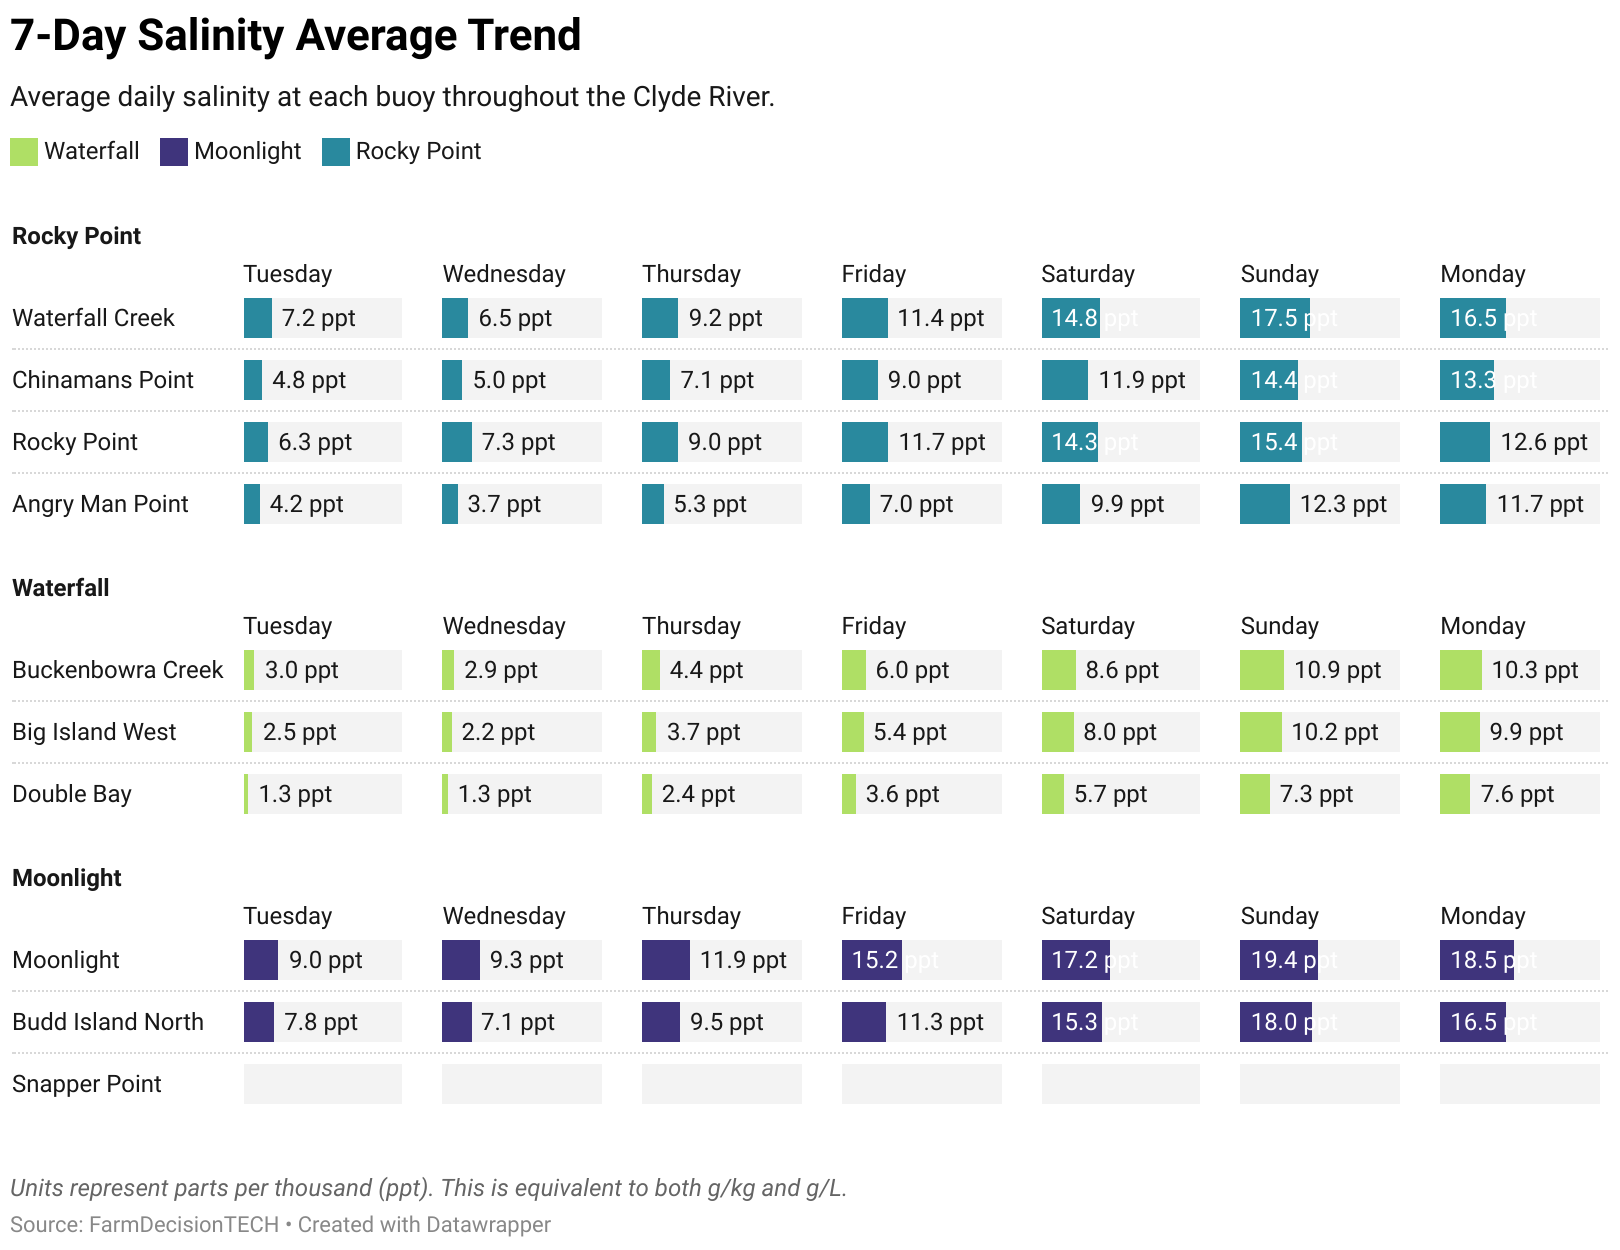 7-Day Salinity Average Trend
Average daily salinity at each buoy throughout the Clyde River.
Waterfall Moonlight Rocky Point
Rocky Point
Tuesday Wednesday Thursday Friday Saturday Sunday Monday
Waterfall Creek 7.2 ppt 6.5 ppt 9.2 ppt 11.4 ppt 14.8 ppt 17.5 ppt 16.5 ppt
Chinamans Point 4.8 ppt 5.0 ppt 7.1 ppt 9.0 ppt 11.9 ppt 14.4 ppt 13.3 ppt
Rocky Point 6.3 ppt 7.3 ppt 9.0 ppt 11.7 ppt 14.3 ppt 15.4 ppt 12.6 ppt
Angry Man Point 4.2 ppt 3.7 ppt 5.3 ppt 7.0 ppt 9.9 ppt 12.3 ppt 11.7 ppt
Waterfall
Tuesday Wednesday Thursday Friday Saturday Sunday Monday
Buckenbowra Creek 3.0 ppt 2.9 ppt 4.4 ppt 6.0 ppt 8.6 ppt 10.9 ppt 10.3 ppt
Big Island West 2.5 ppt 2.2 ppt 3.7 ppt 5.4 ppt 8.0 ppt 10.2 ppt 9.9 ppt
Double Bay 1.3 ppt 1.3 ppt 2.4 ppt 3.6 ppt 5.7 ppt 7.3 ppt 7.6 ppt
Moonlight
Tuesday Wednesday Thursday Friday Saturday Sunday Monday
Moonlight 9.0 ppt 9.3 ppt 11.9 ppt 15.2 ppt 17.2 ppt 19.4 ppt 18.5 ppt
Budd Island North 7.8 ppt 7.1 ppt 9.5 ppt 11.3 ppt 15.3 ppt 18.0 ppt 16.5 ppt
Snapper Point
Units represent parts per thousand (ppt). This is equivalent to both g/kg and g/L.
Source: FarmDecisionTECH • Created with Datawrapper